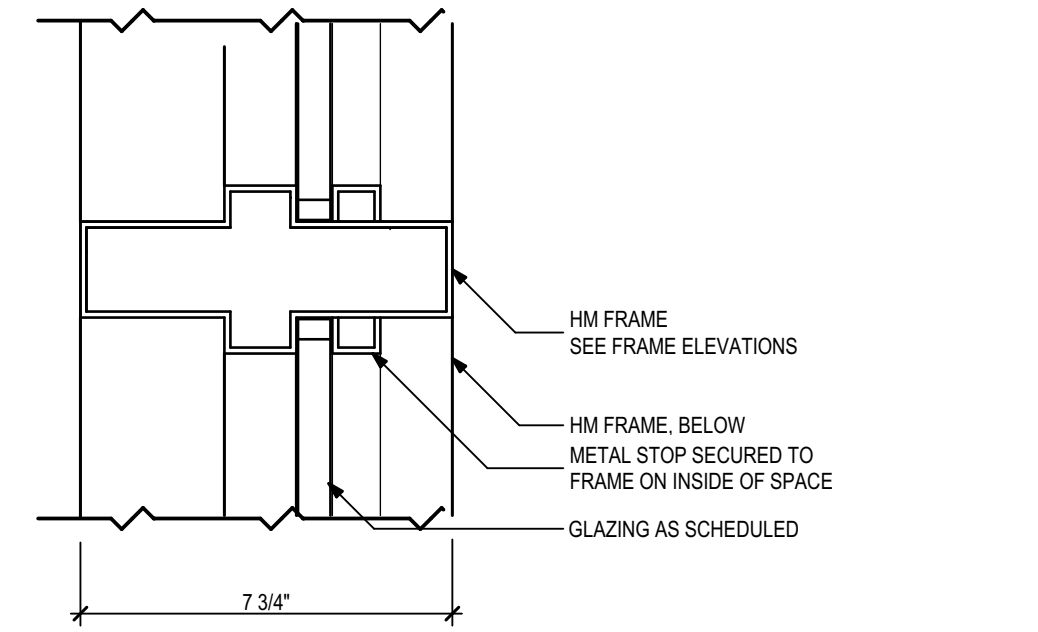 HM FRAME
SEE FRAME ELEVATIONS
HM FRAME, BELOW
METAL STOP SECURED TO
FRAME ON INSIDE OF SPACE
GLAZING AS SCHEDULED
7 3/4"